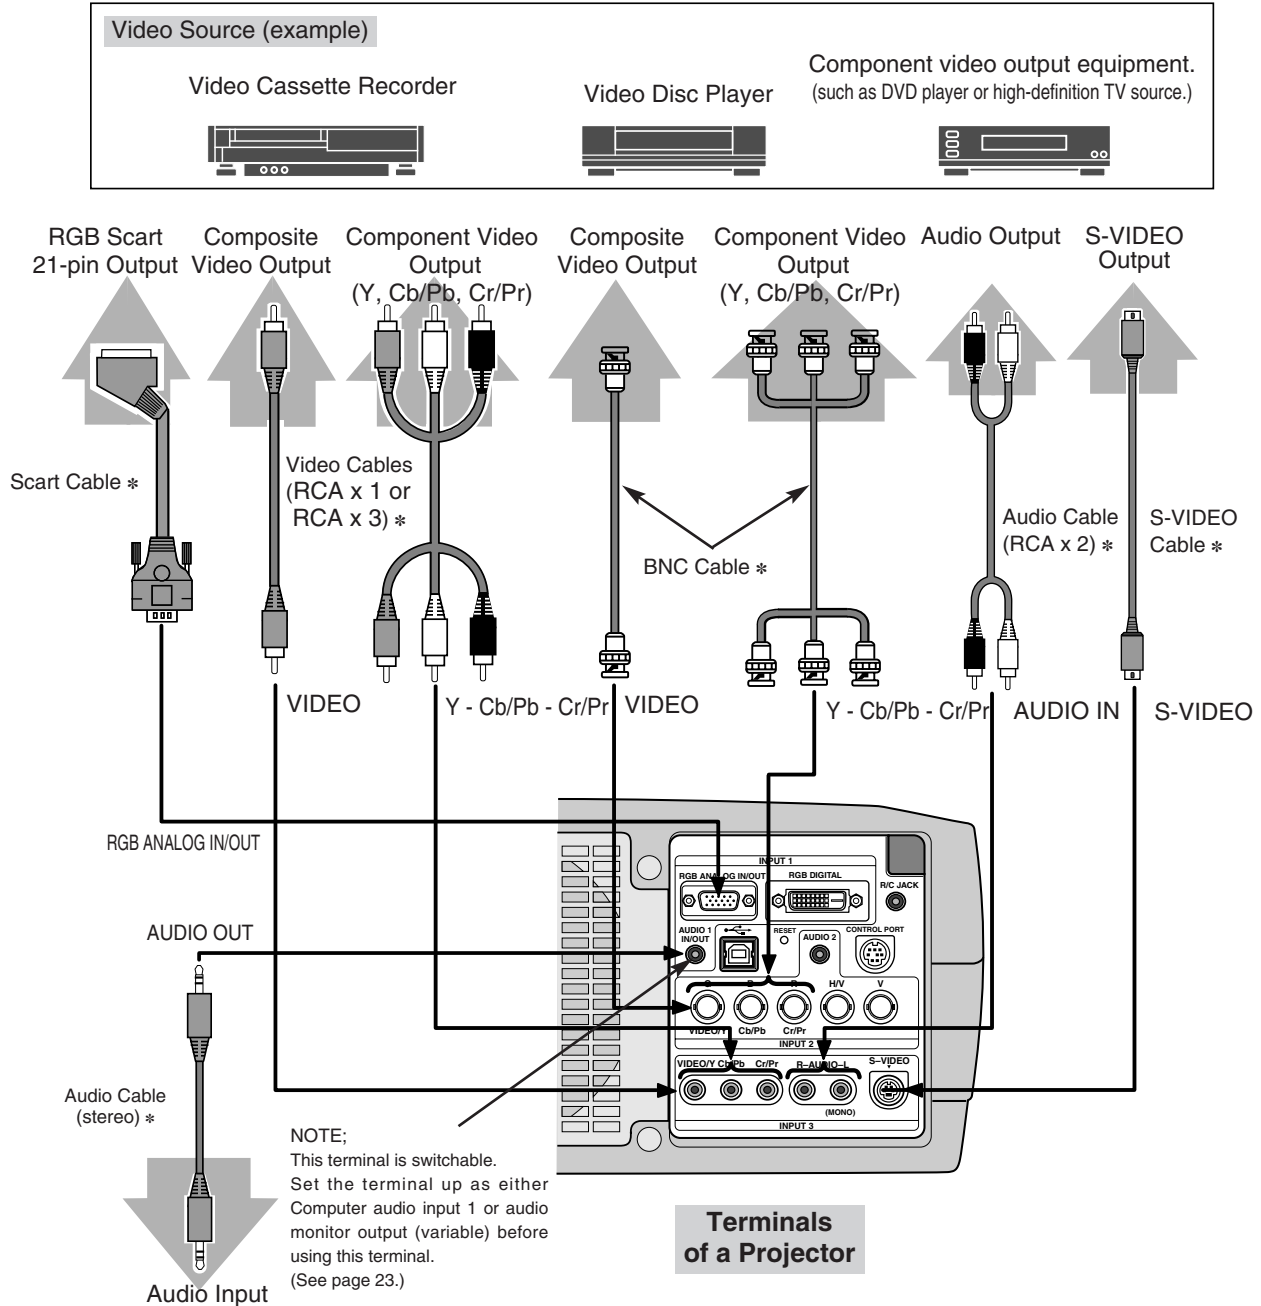 Video Source (example)
Video Cassette Recorder
Video Disc Player
Component video output equipment.
(such as DVD player or high-definition TV source.)
RGB Scart
21-pin Output
Composite
Video Output
Component Video
Output
(Y, Cb/Pb, Cr/Pr)
Composite
Video Output
Component Video
Output
(Y, Cb/Pb, Cr/Pr)
Audio Output
S-VIDEO
Output
Scart Cable ✻
Video Cables
(RCA x 1 or
RCA x 3) ✻
BNC Cable ✻
Audio Cable
(RCA x 2) ✻
S-VIDEO
Cable ✻
VIDEO
Y - Cb/Pb - Cr/Pr
VIDEO
Y - Cb/Pb - Cr/Pr
AUDIO IN
S-VIDEO
RGB ANALOG IN/OUT
AUDIO OUT
INPUT 1
RGB ANALOG IN/OUT
RGB DIGITAL
R/C JACK
AUDIO 1
IN/OUT
RESET
AUDIO 2
CONTROL PORT
G
B
R
H/V
V
VIDEO/Y
Cb/Pb
Cr/Pr
INPUT 2
VIDEO/Y Cb/Pb Cr/Pr
R–AUDIO–L
S–VIDEO
(MONO)
INPUT 3
Audio Cable
(stereo) ✻
Audio Input
NOTE;
This terminal is switchable.
Set the terminal up as either
Computer audio input 1 or audio
monitor output (variable) before
using this terminal.
(See page 23.)
Terminals
of a Projector